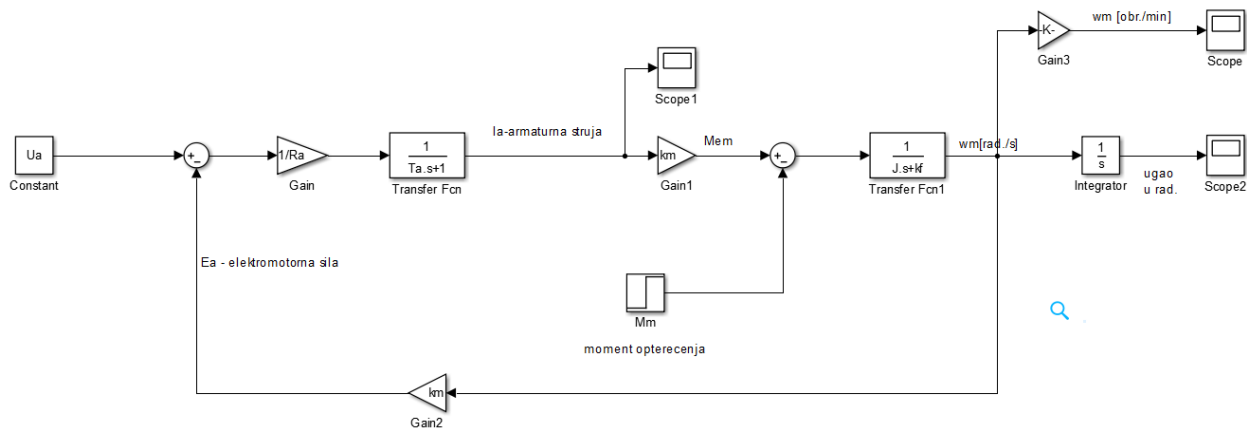 wm [obr./min]
-K-
Gain3
Scope
Scope1
Ia-armaturna struja
Ua
Constant
+
-
1/Ra
Gain
1
Ta.s+1
Transfer Fcn
km
Gain1
Mem
+
-
1
J.s+kf
Transfer Fcn1
wm[rad./s]
1
s
Integrator
ugao
u rad.
Scope2
Ea - elektromotorna sila
Mm
moment opterecenja
km
Gain2